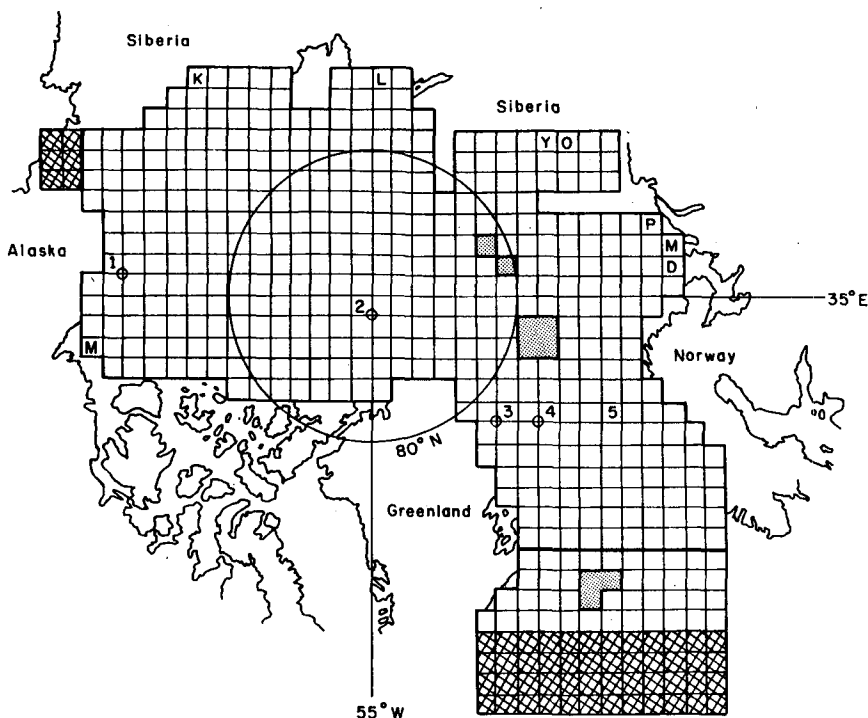 Siberia
K
L
Siberia
Y O
P
Alaska
M
1
D
35°E
2
M
Norway
3
4
5
80° N
Greenland
55° W